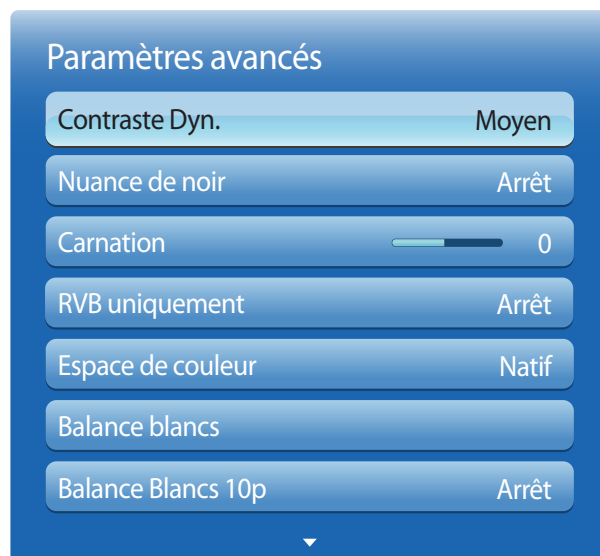 Paramètres avancés
Contraste Dyn. Moyen
Nuance de noir Arrêt
Carnation 0
RVB uniquement Arrêt
Espace de couleur Natif
Balance blancs
Balance Blancs 10p Arrêt